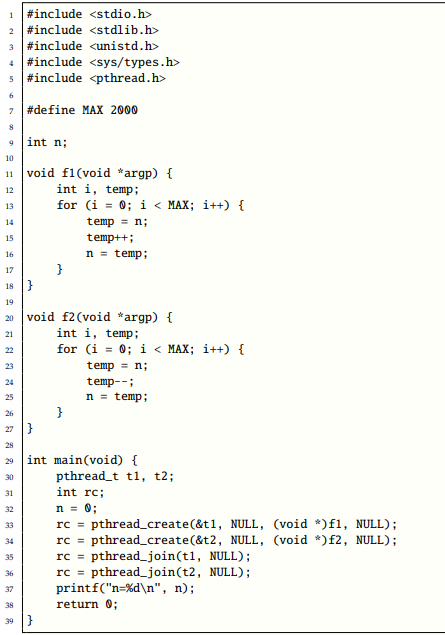 1 #include <stdio.h>
2 #include <stdlib.h>
3 #include <unistd.h>
4 #include <sys/types.h>
5 #include <pthread.h>
6
7 #define MAX 2000
8
9 int n;
10
11 void f1(void *argp) {
12     int i, temp;
13     for (i = 0; i < MAX; i++) {
14         temp = n;
15         temp++;
16         n = temp;
17     }
18 }
19
20 void f2(void *argp) {
21     int i, temp;
22     for (i = 0; i < MAX; i++) {
23         temp = n;
24         temp--;
25         n = temp;
26     }
27 }
28
29 int main(void) {
30     pthread_t t1, t2;
31     int rc;
32     n = 0;
33     rc = pthread_create(&t1, NULL, (void *)f1, NULL);
34     rc = pthread_create(&t2, NULL, (void *)f2, NULL);
35     rc = pthread_join(t1, NULL);
36     rc = pthread_join(t2, NULL);
37     printf("n=%d\n", n);
38     return 0;
39 }